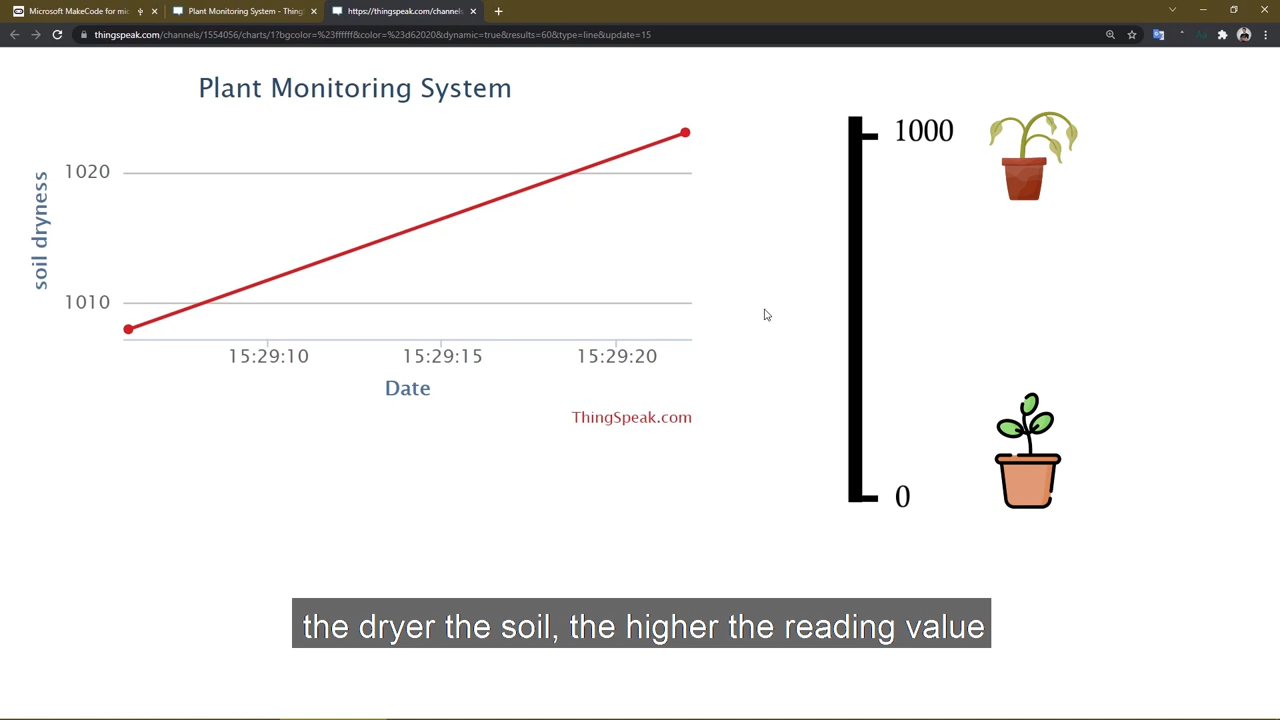 Microsoft MakeCode for mic
Plant Monitoring System - Thing
https://thingspeak.com/channels
thingspeak.com/channels/1554056/charts/1?bgcolor=%23ffffff&color=%23d62020&dynamic=true&results=60&type=line&update=15
Plant Monitoring System
soil dryness
1020
1010
15:29:10
15:29:15
15:29:20
Date
ThingSpeak.com
1000
0
the dryer the soil, the higher the reading value